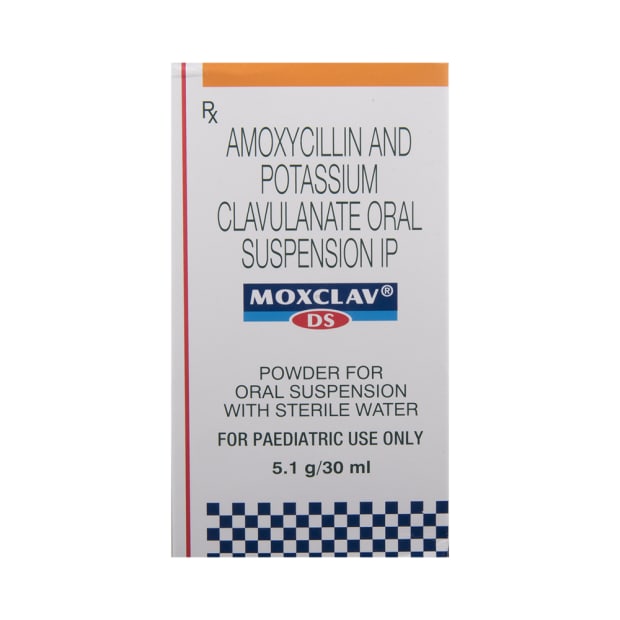 Rx
AMOXYCILLIN AND
POTASSIUM
CLAVULANATE ORAL
SUSPENSION IP
MOXCLAV®
DS
POWDER FOR
ORAL SUSPENSION
WITH STERILE WATER
FOR PAEDIATRIC USE ONLY
5.1 g/30 ml